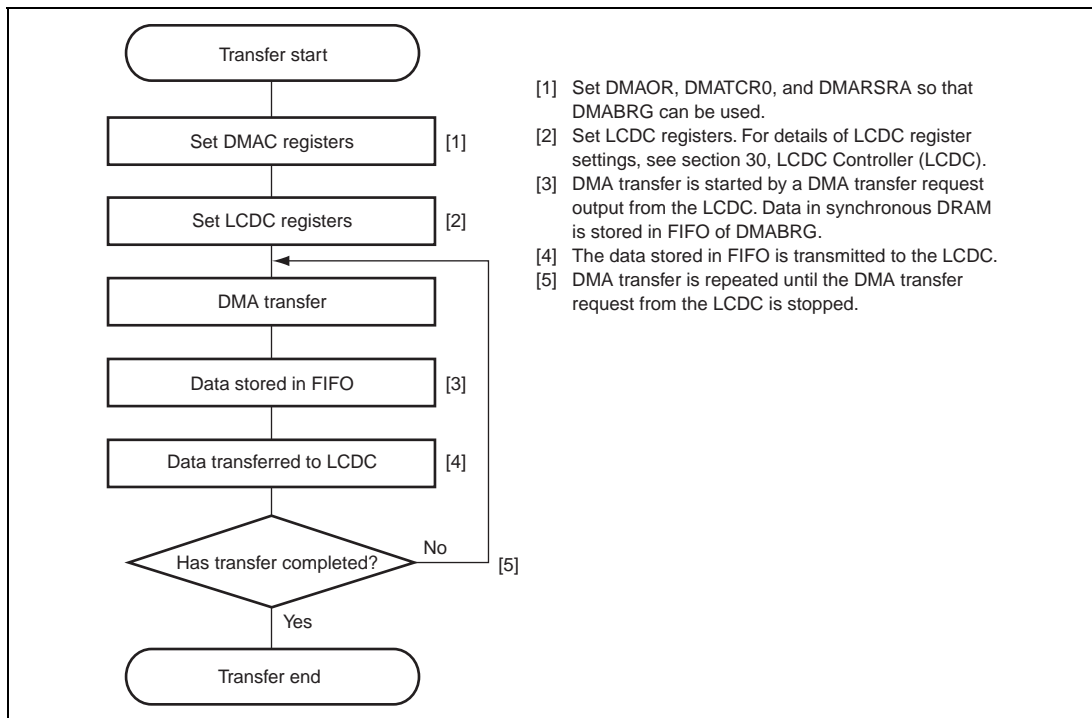 Transfer start
Set DMAC registers
[1]
Set LCDC registers
[2]
DMA transfer
Data stored in FIFO
[3]
Data transferred to LCDC
[4]
Has transfer completed?
No
[5]
Yes
Transfer end
[1] Set DMAOR, DMATCR0, and DMARSRA so that
DMABRG can be used.
[2] Set LCDC registers. For details of LCDC register
settings, see section 30, LCDC Controller (LCDC).
[3] DMA transfer is started by a DMA transfer request
output from the LCDC. Data in synchronous DRAM
is stored in FIFO of DMABRG.
[4] The data stored in FIFO is transmitted to the LCDC.
[5] DMA transfer is repeated until the DMA transfer
request from the LCDC is stopped.